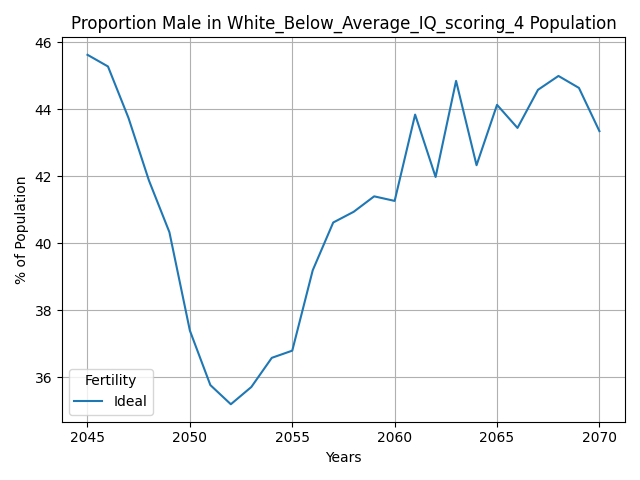 Proportion Male in White_Below_Average_IQ_scoring_4 Population
% of Population
46
44
42
40
38
36
Fertility
Ideal
2045 2050 2055 2060 2065 2070
Years